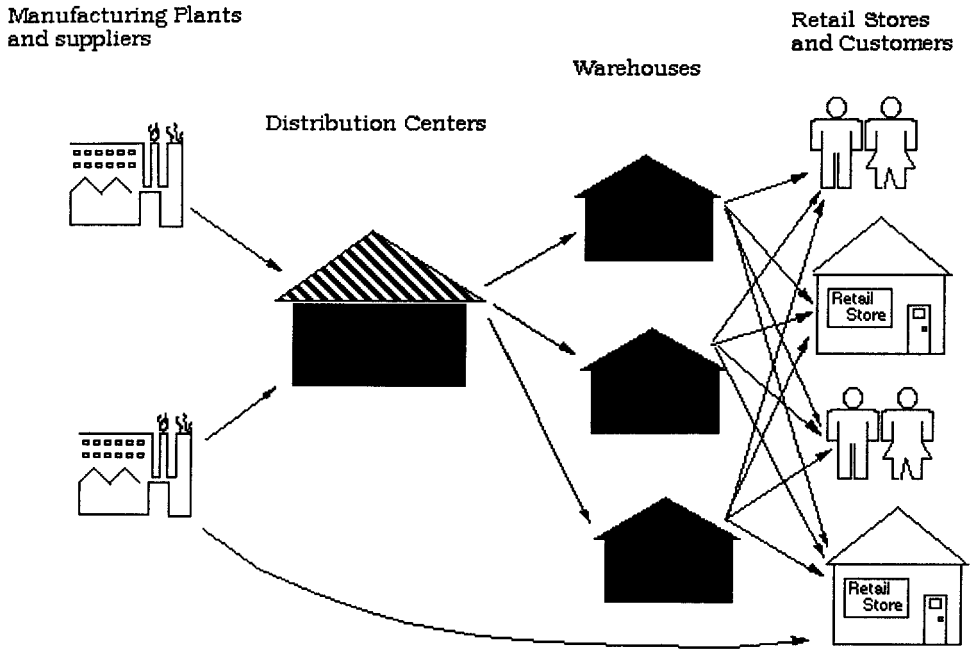 Manufacturing Plants
and suppliers
Distribution Centers
Warehouses
Retail Stores
and Customers
Retail
Store
Retail
Store